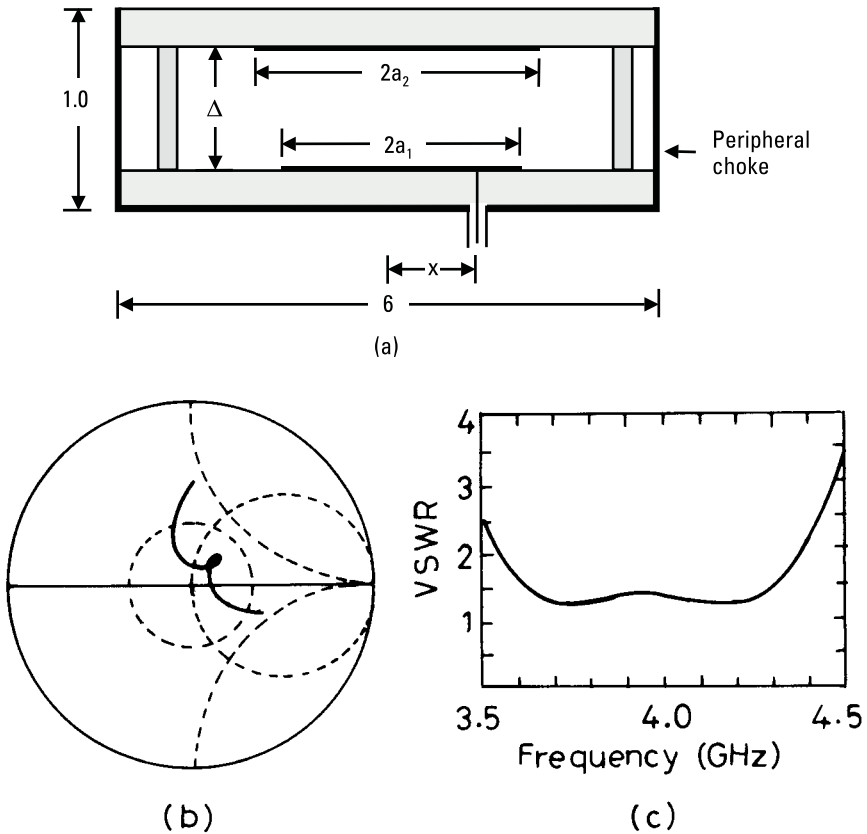 2a₂
1.0
Δ
2a₁
Peripheral
choke
x
6
(a)
4
3
2
1
VSWR
3.5
4.0
4.5
Frequency (GHz)
(b)
(c)